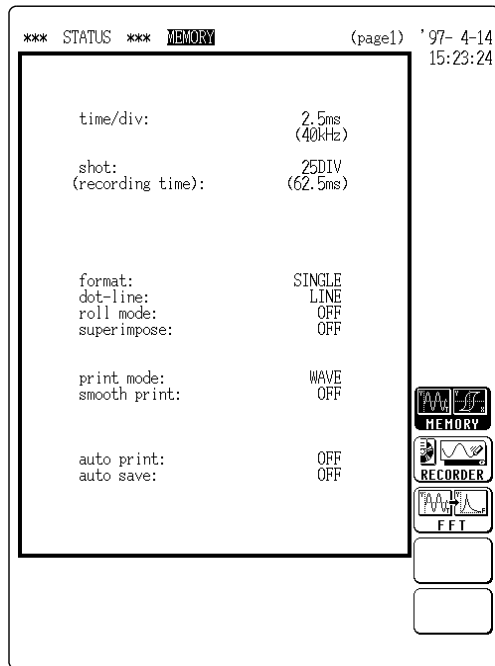 *** STATUS *** MEMORY (page1) '97- 4-14
15:23:24
time/div: 2.5ms
(40kHz)
shot: 25DIV
(recording time): (62.5ms)
format: SINGLE
dot-line: LINE
roll mode: OFF
superimpose: OFF
print mode: WAVE
smooth print: OFF
auto print: OFF
auto save: OFF
MEMORY
RECORDER
FFT